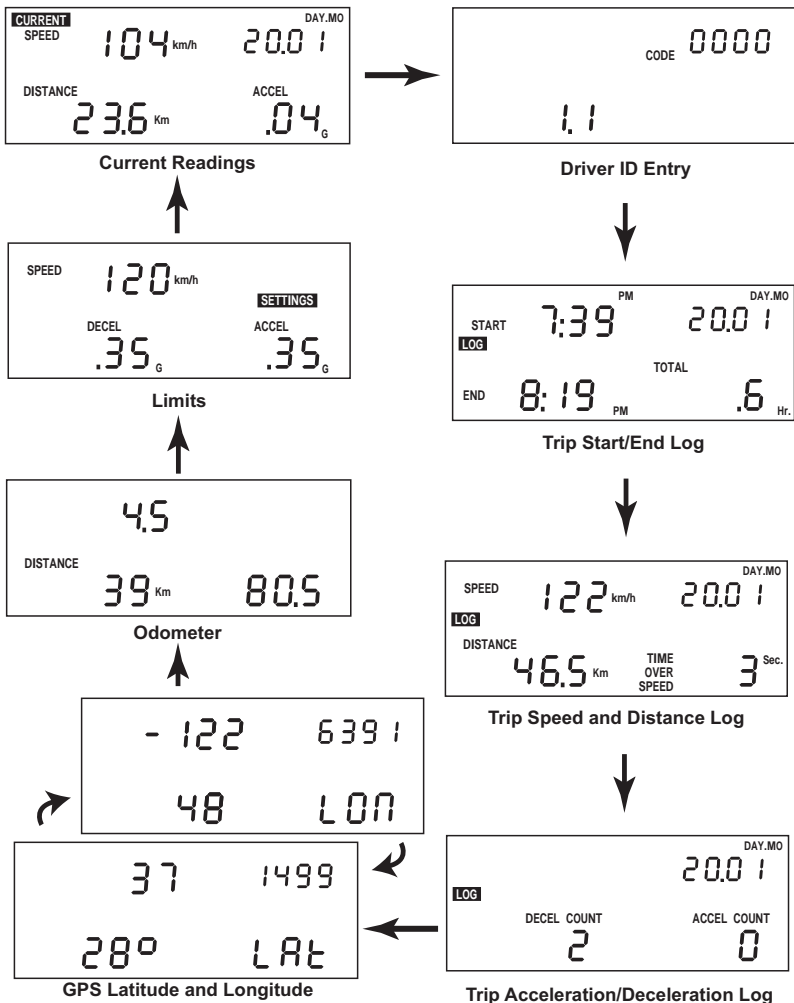 CURRENT
SPEED 104 km/h
DAY.MO
20.01
DISTANCE
23.6 Km
ACCEL
.04 G
Current Readings
CODE 0000
1.1
Driver ID Entry
START
7:39 PM
DAY.MO
20.01
LOG
END
8:19 PM
TOTAL
.6 Hr.
Trip Start/End Log
SPEED 122 km/h
DAY.MO
20.01
LOG
DISTANCE
46.5 Km
TIME
OVER
SPEED
3 Sec.
Trip Speed and Distance Log
DAY.MO
20.01
LOG
DECEL COUNT
2
ACCEL COUNT
0
Trip Acceleration/Deceleration Log
37 1499
28º LAt
GPS Latitude and Longitude
- 122 6391
48 LON
4.5
DISTANCE
39 Km 80.5
Odometer
SPEED 120 km/h
SETTINGS
DECEL
.35 G
ACCEL
.35 G
Limits